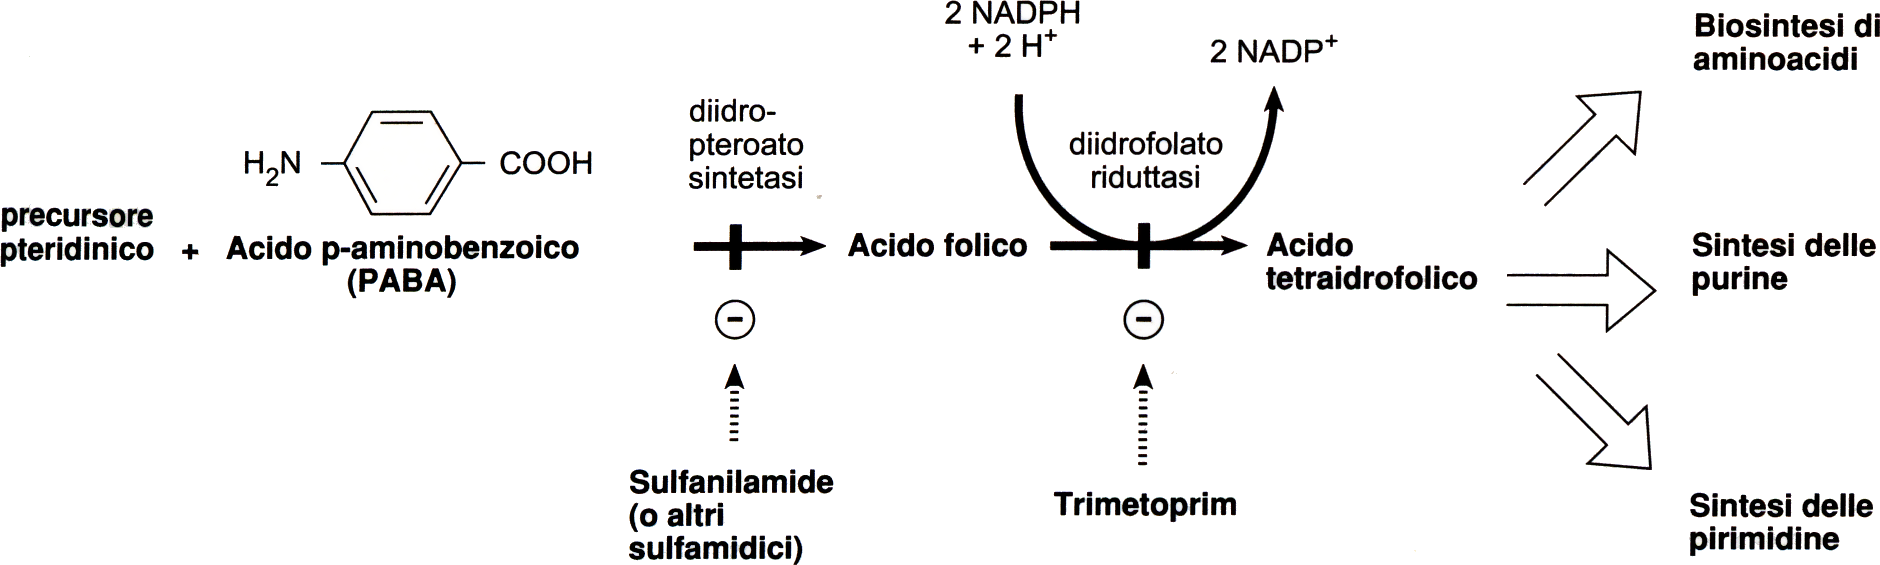 precursore
pteridinico
+
H₂N
COOH
Acido p-aminobenzoico
(PABA)
diidro-
pteroato
sintetasi
−
Sulfanilamide
(o altri
sulfamidici)
Acido folico
2 NADPH
+ 2 H⁺
2 NADP⁺
diidrofolato
riduttasi
−
Trimetoprim
Acido
tetraidrofolico
Biosintesi di
aminoacidi
Sintesi delle
purine
Sintesi delle
pirimidine